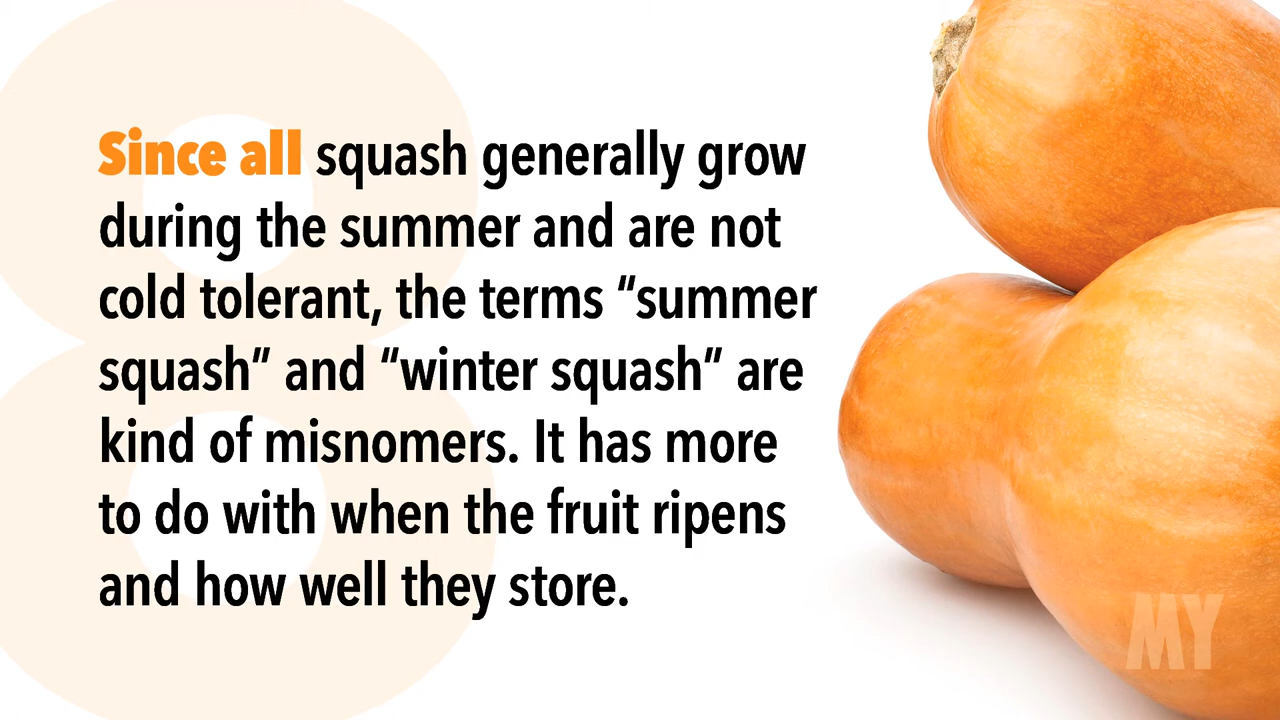 Since all squash generally grow
during the summer and are not
cold tolerant, the terms “summer
squash” and “winter squash” are
kind of misnomers. It has more
to do with when the fruit ripens
and how well they store.
8
MY